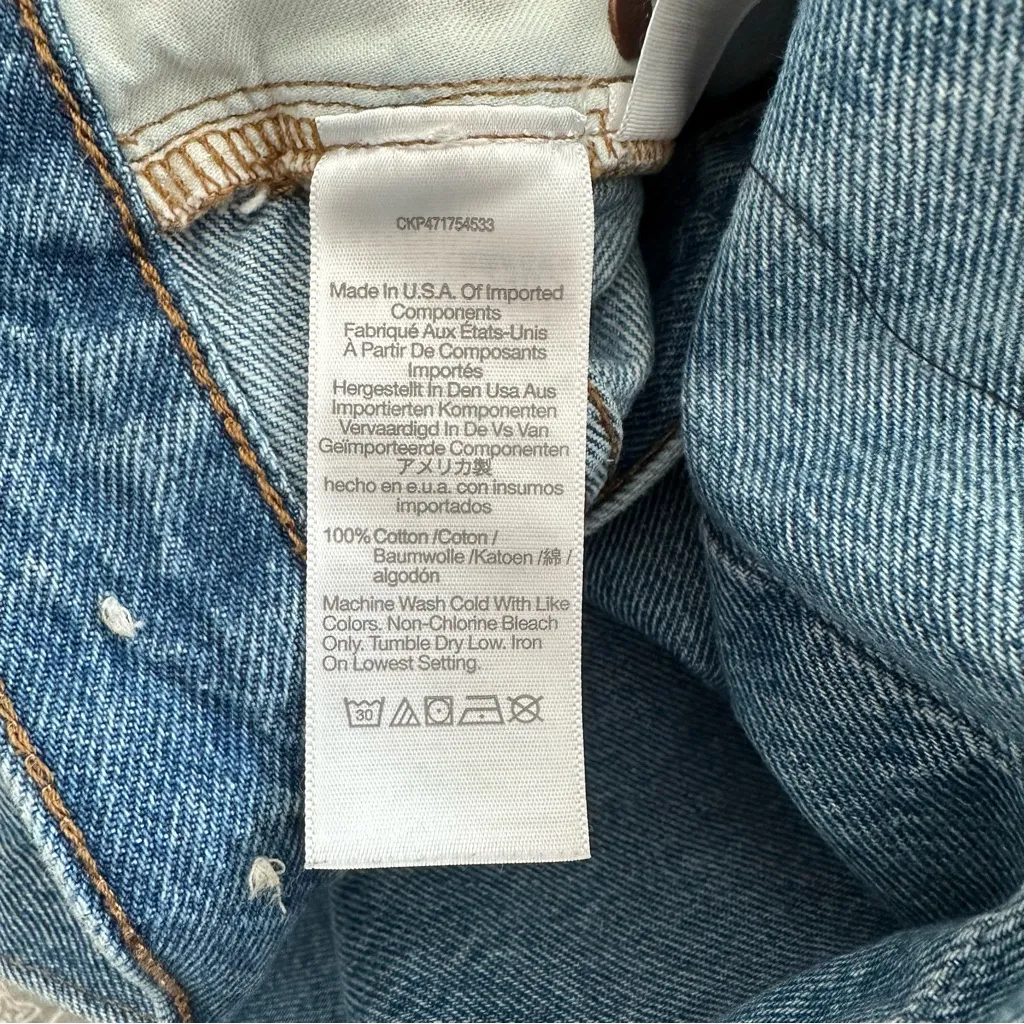 CKP471754533
Made In U.S.A. Of Imported
Components
Fabriqué Aux États-Unis
À Partir De Composants
Importés
Hergestellt In Den Usa Aus
Importierten Komponenten
Vervaardigd In De Vs Van
Geïmporteerde Componenten
アメリカ製
hecho en e.u.a. con insumos
importados
100% Cotton /Coton /
Baumwolle /Katoen /綿 /
algodón
Machine Wash Cold With Like
Colors. Non-Chlorine Bleach
Only. Tumble Dry Low. Iron
On Lowest Setting.
30